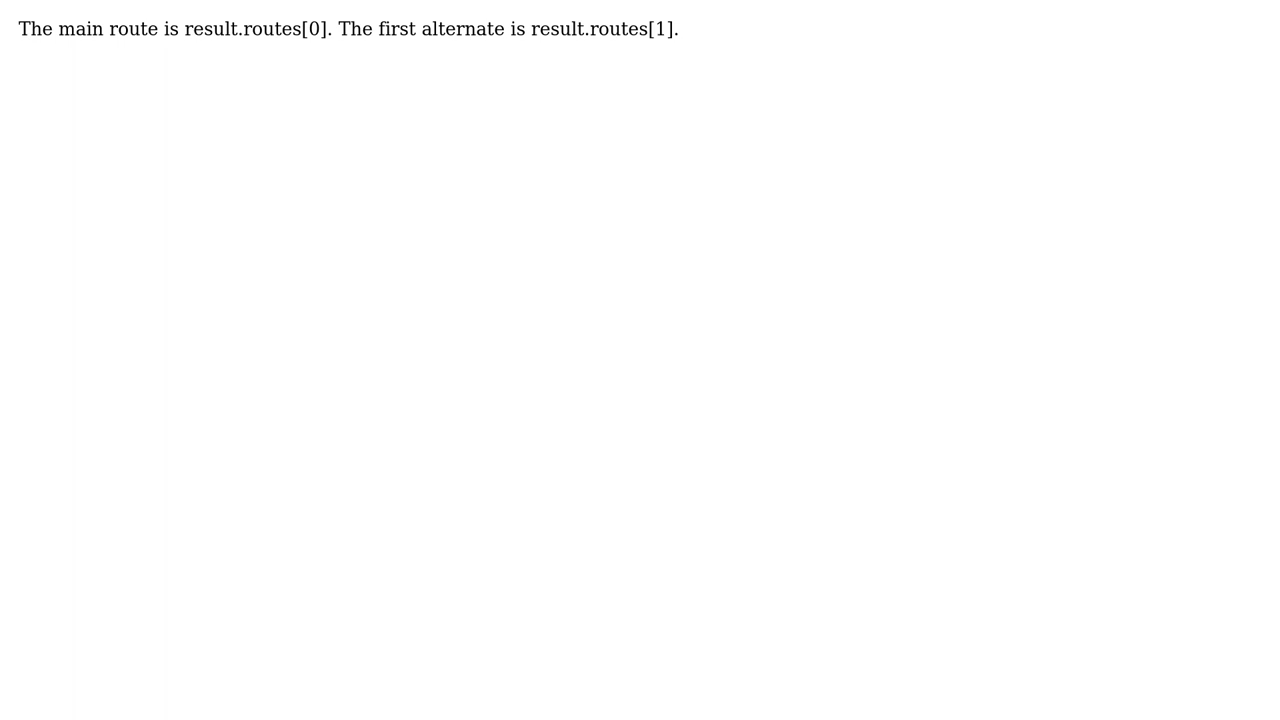 The main route is result.routes[0]. The first alternate is result.routes[1].